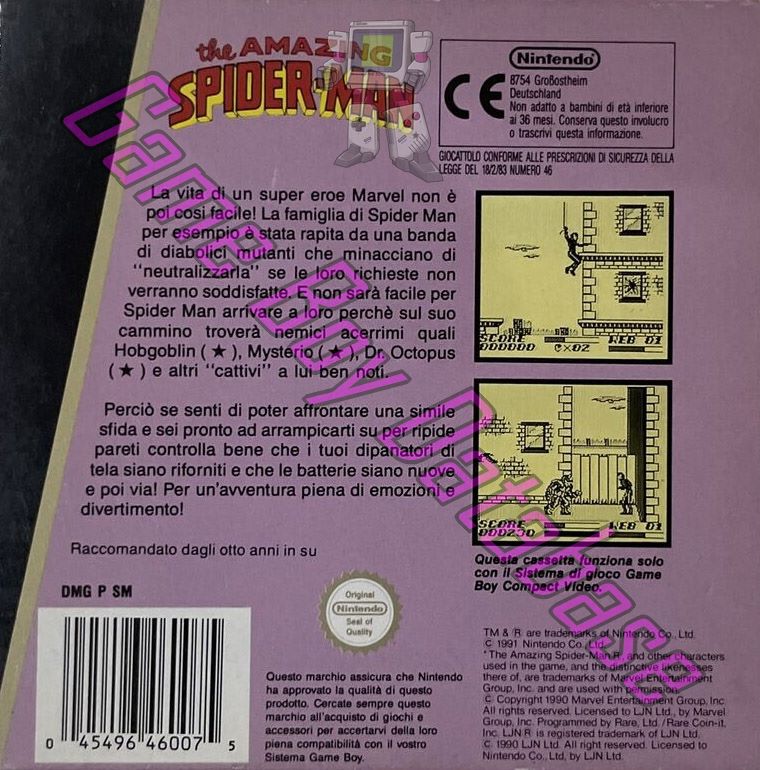 the AMAZING
SPIDER-MAN
Nintendo
CE
8754 Großostheim
Deutschland
Non adatto a bambini di età inferiore
ai 36 mesi. Conserva questo involucro
o trascrivi questa informazione.
GIOCATTOLO CONFORME ALLE PRESCRIZIONI DI SICUREZZA DELLA
LEGGE DEL 18/2/83 NUMERO 46
La vita di un super eroe Marvel non è
poi cosi facile! La famiglia di Spider Man
per esempio è stata rapita da una banda
di diabolici mutanti che minacciano di
"neutralizzarla" se le loro richieste non
verranno soddisfatte. E non sarà facile per
Spider Man arrivare a loro perchè sul suo
cammino troverà nemici acerrimi quali
Hobgoblin (★), Mysterio (★), Dr. Octopus
(★) e altri "cattivi" a lui ben noti.
Perciò se senti di poter affrontare una simile
sfida e sei pronto ad arrampicarti su per ripide
pareti controlla bene che i tuoi dipanatori di
tela siano riforniti e che le batterie siano nuove
e poi via! Per un'avventura piena di emozioni e
divertimento!
Raccomandato dagli otto anni in su
DMG P SM
0 45496 46007 5
Original
Nintendo
Seal of
Quality
Questo marchio assicura che Nintendo
ha approvato la qualità di questo
prodotto. Cercate sempre questo
marchio all'acquisto di giochi e
accessori per accertarvi della loro
piena compatibilità con il vostro
Sistema Game Boy.
SCORE WEB 01
000000 ×02
SCORE WEB 01
000250
Questa cassetta funziona solo
con il Sistema di gioco Game
Boy Compact Video.
TM & R are trademarks of Nintendo Co., Ltd.
© 1991 Nintendo Co., Ltd.
* The Amazing Spider-Man R, and other characters
used in the game, and the distinctive likenesses
there of, are trademarks of Marvel Entertainment
Group, Inc. and are used with permission.
© Copyright 1990 Marvel Entertainment Group, Inc.
All rights reserved. Licensed to LJN Ltd., by Marvel
Group, Inc. Programmed by Rare, Ltd. /Rare Coin-it,
Inc. LJN R is registered trademark of LJN Ltd.
© 1990 LJN Ltd. All right reserved. Licensed to
Nintendo Co., Ltd., by LJN Ltd.
Game Boy Database